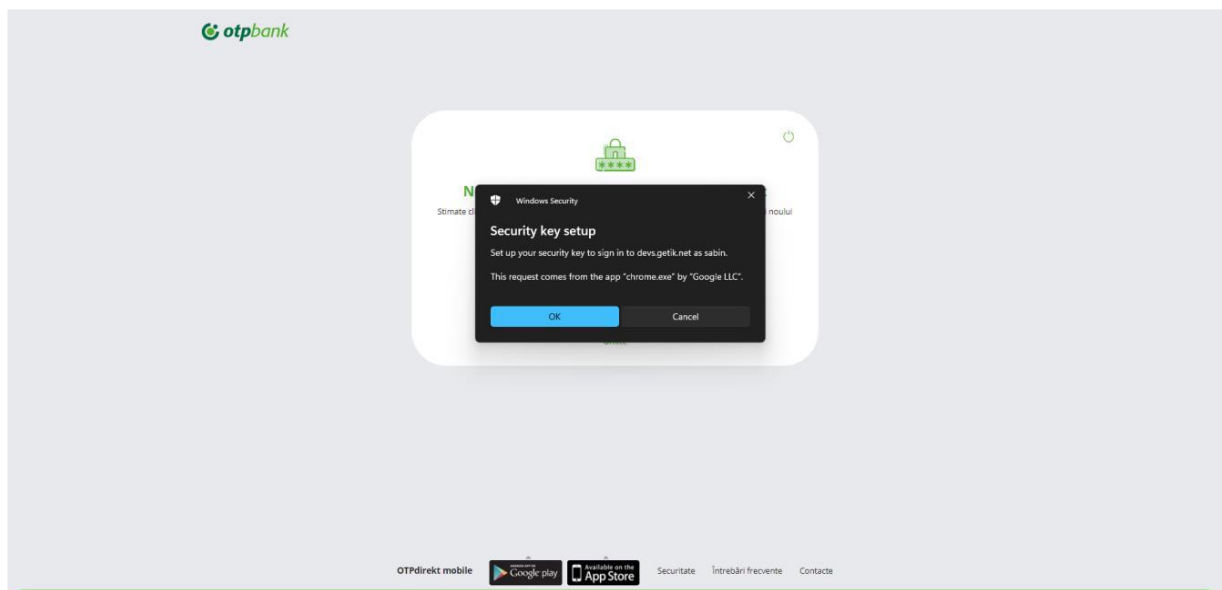 otpbank
****
N
Stimate cl
noului
Windows Security
Security key setup
Set up your security key to sign in to devs.getik.net as sabin.
This request comes from the app "chrome.exe" by "Google LLC".
OK
Cancel
OTPdirekt mobile
Google play
Available on the
App Store
Securitate
Întrebări frecvente
Contacte